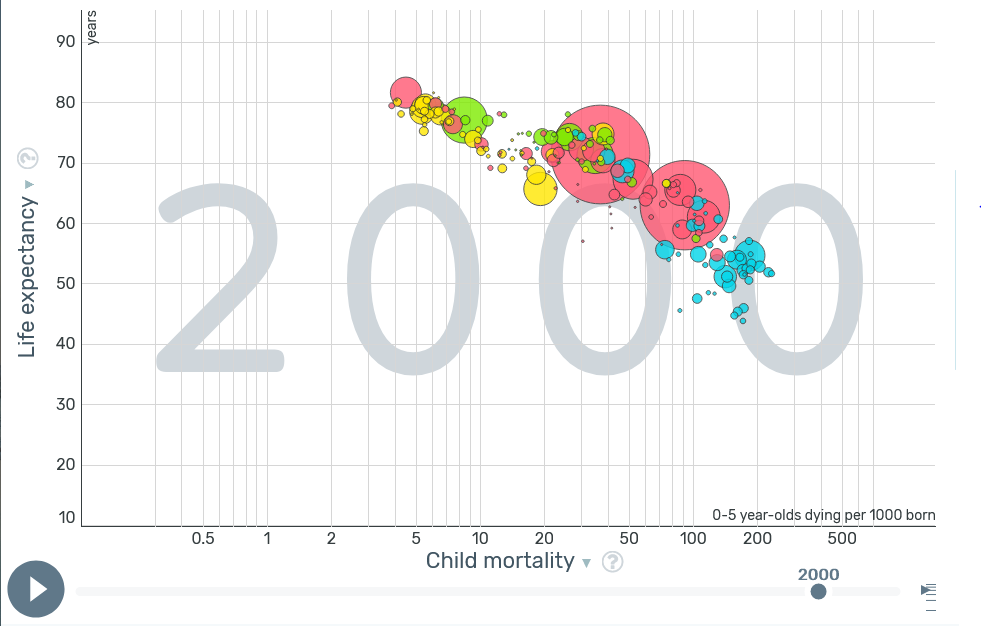 years
90
80
70
60
50
40
30
20
10
Life expectancy ▾ ?
2000
0-5 year-olds dying per 1000 born
0.5 1 2 5 10 20 50 100 200 500
Child mortality ▾ ?
2000